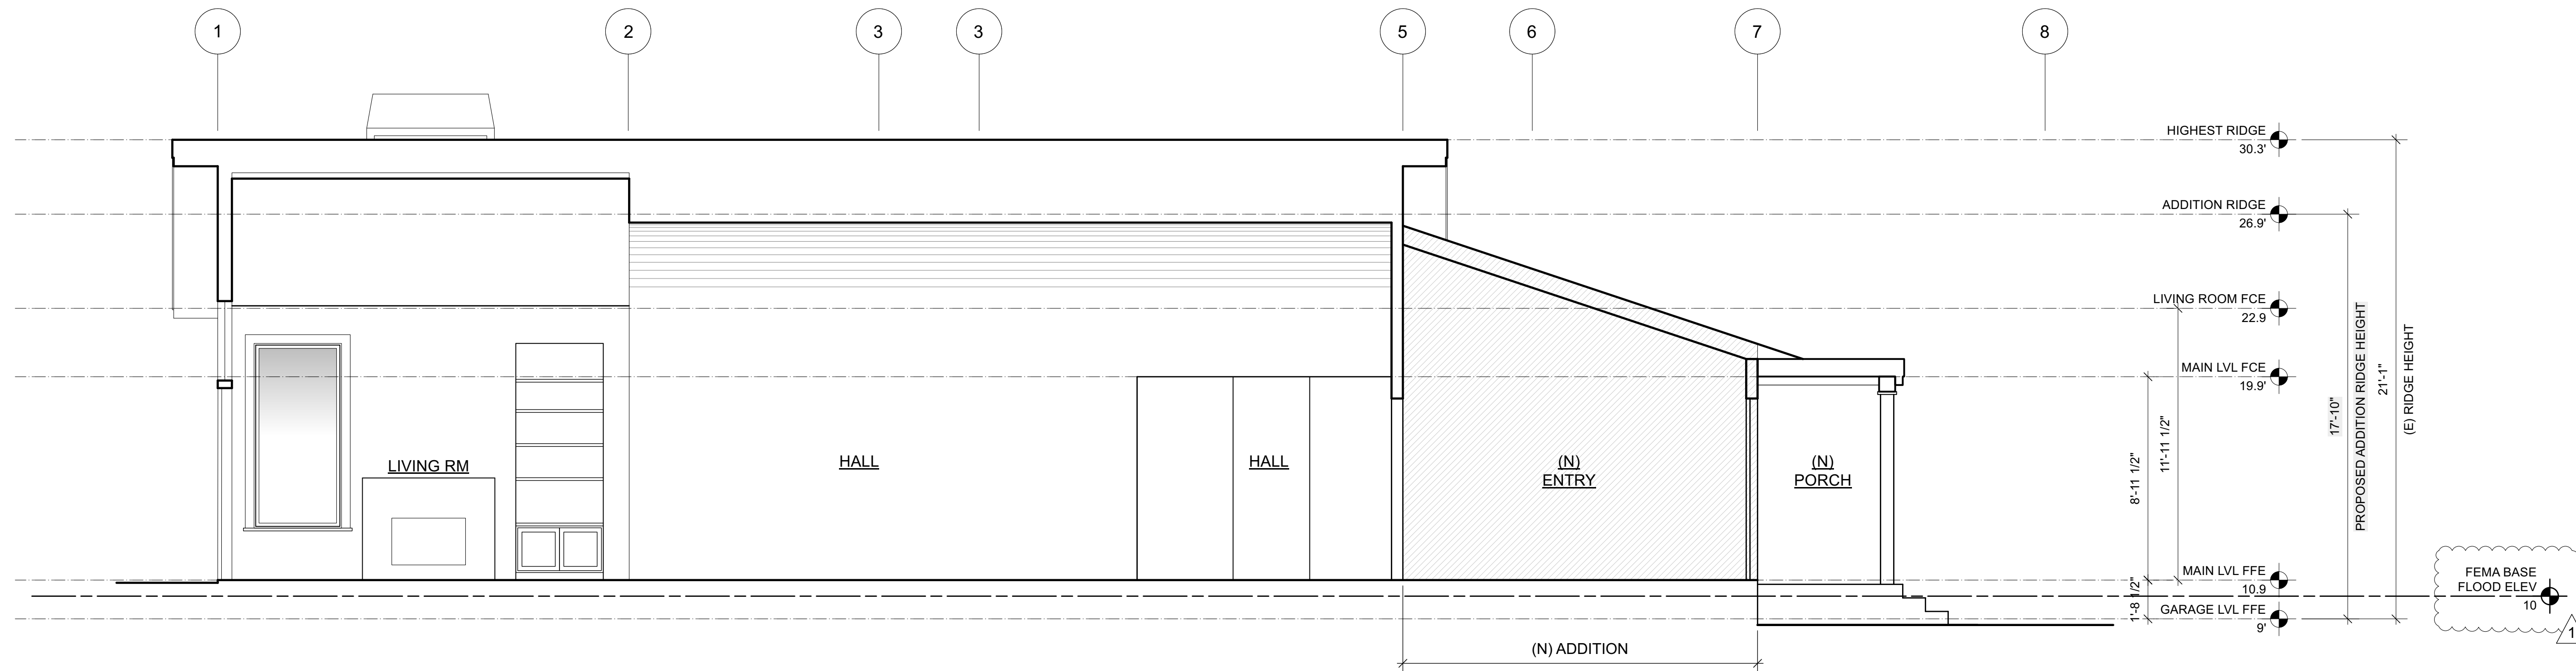 1
2
3
3
5
6
7
8
HIGHEST RIDGE
30.3'
ADDITION RIDGE
26.9'
LIVING ROOM FCE
22.9
MAIN LVL FCE
19.9'
MAIN LVL FFE
10.9
GARAGE LVL FFE
9'
8'-11 1/2"
1'-8 1/2"
11'-11 1/2"
17'-10"
PROPOSED ADDITION RIDGE HEIGHT
21'-1"
(E) RIDGE HEIGHT
FEMA BASE
FLOOD ELEV
10
1
LIVING RM
HALL
HALL
(N)
ENTRY
(N)
PORCH
(N) ADDITION